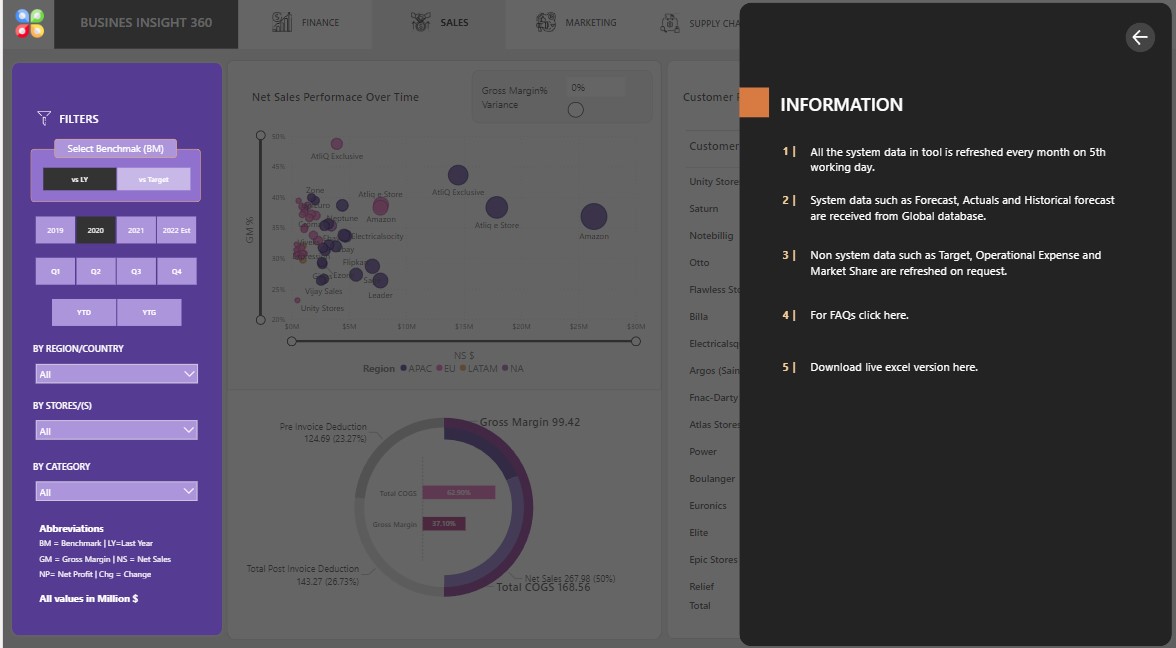 BUSINES INSIGHT 360
FINANCE
SALES
MARKETING
SUPPLY CHA
FILTERS
Select Benchmak (BM)
vs LY
vs Target
2019
2020
2021
2022 Est
Q1
Q2
Q3
Q4
YTD
YTG
BY REGION/COUNTRY
All
BY STORES/(S)
All
BY CATEGORY
All
Abbreviations
BM = Benchmark | LY=Last Year
GM = Gross Margin | NS = Net Sales
NP= Net Profit | Chg = Change
All values in Million $
Net Sales Performace Over Time
Gross Margin%
Variance
0%
50%
45%
40%
35%
30%
25%
20%
GM %
AtliQ Exclusive
AtliQ Exclusive
Zone
Atliq e Store
Amazon
Atliq e Store
Amazon
Neptune
Electricalsocity
Flipkar
Ezone
Leader
Vijay Sales
Unity Stores
$0M
$5M
$10M
$15M
$20M
$25M
$30M
NS $
Region
APAC
EU
LATAM
NA
Pre Invoice Deduction
124.69 (23.27%)
Gross Margin 99.42
Total COGS
62.90%
Gross Margin
37.10%
Total Post Invoice Deduction
143.27 (26.73%)
Net Sales 267.98 (50%)
Total COGS 168.56
Customer
Customer
Unity Store
Saturn
Notebillig
Otto
Flawless Sto
Billa
Electricalsq
Argos (Sain
Fnac-Darty
Atlas Stores
Power
Boulanger
Euronics
Elite
Epic Stores
Relief
Total
INFORMATION
1 | All the system data in tool is refreshed every month on 5th
working day.
2 | System data such as Forecast, Actuals and Historical forecast
are received from Global database.
3 | Non system data such as Target, Operational Expense and
Market Share are refreshed on request.
4 | For FAQs click here.
5 | Download live excel version here.